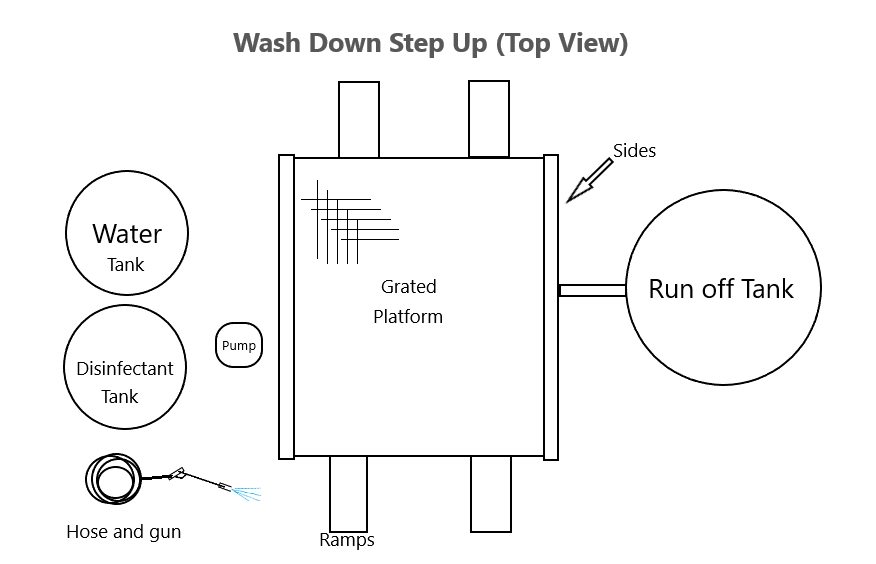 Wash Down Step Up (Top View)
Sides
Water
Tank
Grated
Platform
Run off Tank
Pump
Disinfectant
Tank
Hose and gun
Ramps